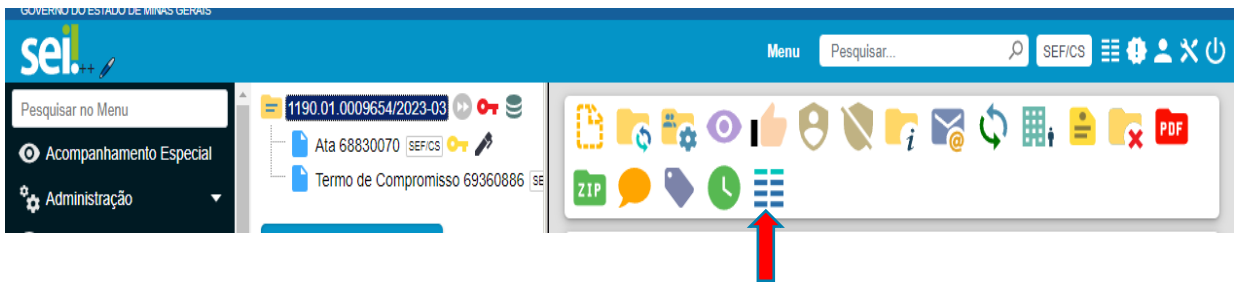 GOVERNO DO ESTADO DE MINAS GERAIS
sei!++
Menu
Pesquisar...
SEF/CS
Pesquisar no Menu
Acompanhamento Especial
Administração
1190.01.0009654/2023-03
Ata 68830070 SEF/CS
Termo de Compromisso 69360886 SE
i
@
PDF
ZIP